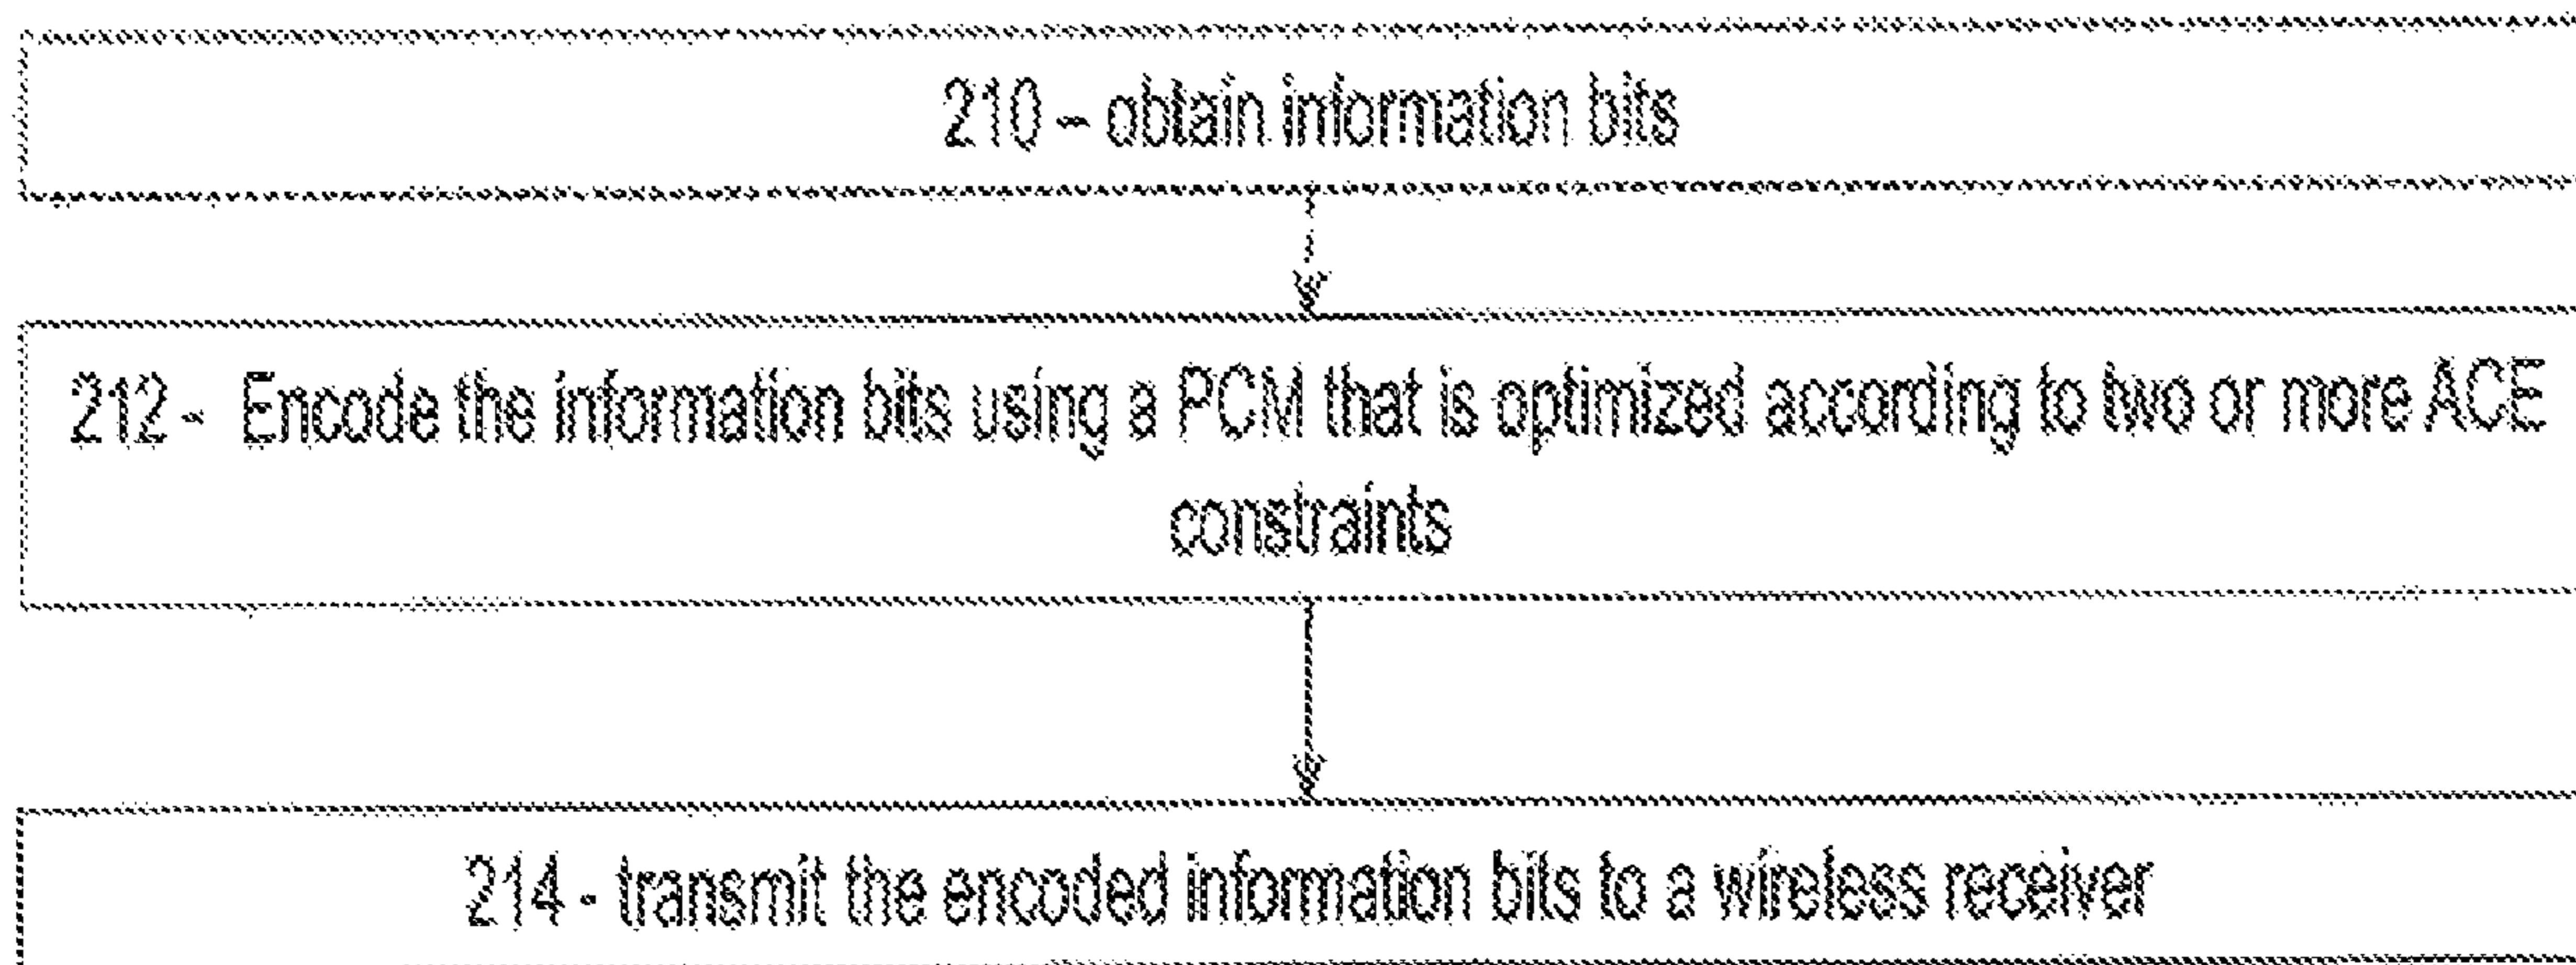 210 – obtain information bits
212 - Encode the information bits using a PCM that is optimized according to two or more ACE
constraints
214 - transmit the encoded information bits to a wireless receiver